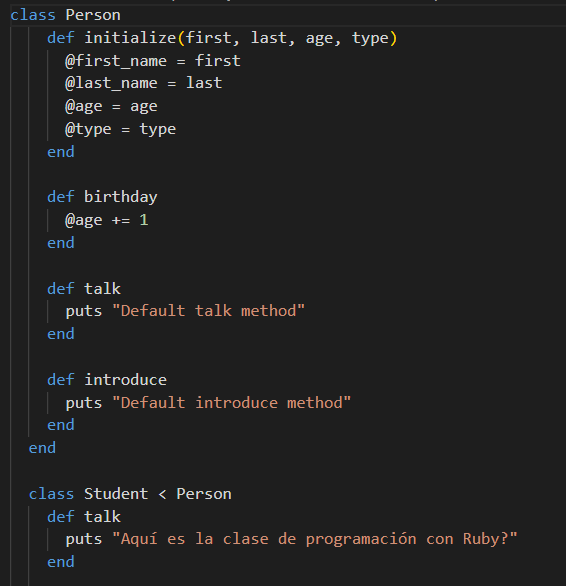 class Person
    def initialize(first, last, age, type)
      @first_name = first
      @last_name = last
      @age = age
      @type = type
    end

    def birthday
      @age += 1
    end

    def talk
      puts "Default talk method"
    end

    def introduce
      puts "Default introduce method"
    end
  end

  class Student < Person
    def talk
      puts "Aquí es la clase de programación con Ruby?"
    end